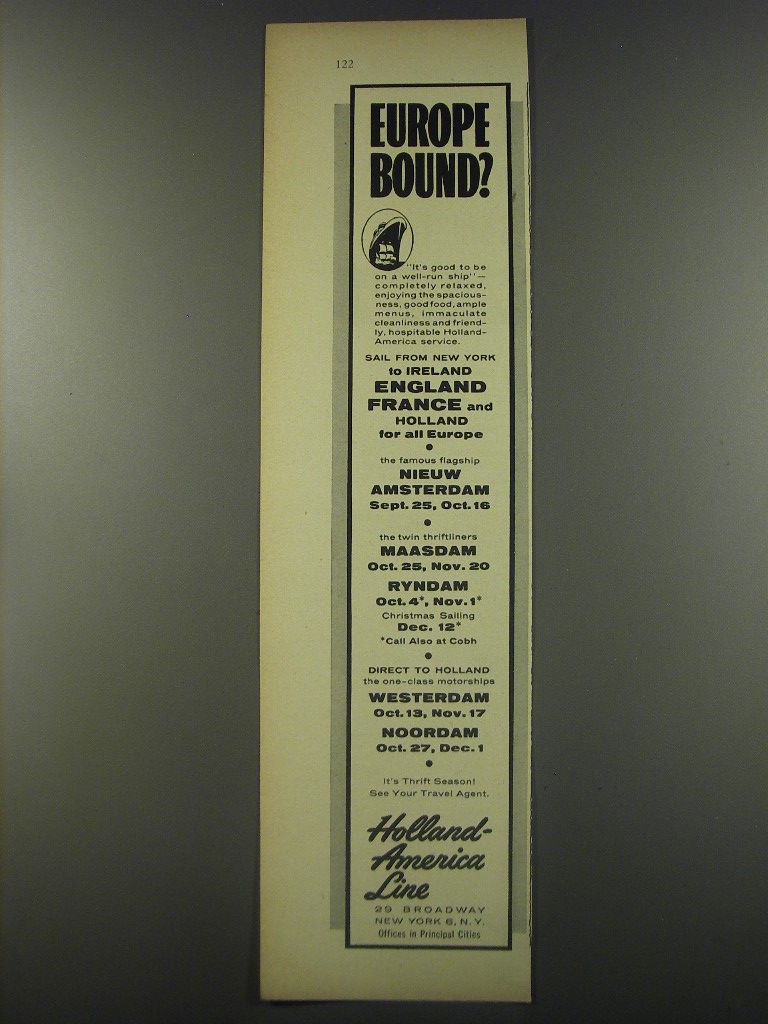 122
EUROPE
BOUND?
"It's good to be
on a well-run ship"—
completely relaxed,
enjoying the spacious-
ness, good food, ample
menus, immaculate
cleanliness and friend-
ly, hospitable Holland-
America service.
SAIL FROM NEW YORK
to IRELAND
ENGLAND
FRANCE and
HOLLAND
for all Europe
•
the famous flagship
NIEUW
AMSTERDAM
Sept. 25, Oct. 16
•
the twin thriftliners
MAASDAM
Oct. 25, Nov. 20
RYNDAM
Oct. 4*, Nov. 1*
Christmas Sailing
Dec. 12*
*Call Also at Cobh
•
DIRECT TO HOLLAND
the one-class motorships
WESTERDAM
Oct. 13, Nov. 17
NOORDAM
Oct. 27, Dec. 1
•
It's Thrift Season!
See Your Travel Agent.
Holland-
America
Line
29 BROADWAY
NEW YORK 6, N.Y.
Offices in Principal Cities